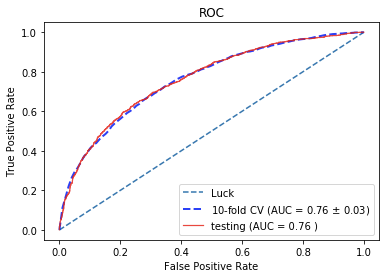 ROC
True Positive Rate
1.0
0.8
0.6
0.4
0.2
0.0
Luck
10-fold CV (AUC = 0.76 ± 0.03)
testing (AUC = 0.76 )
0.0 0.2 0.4 0.6 0.8 1.0
False Positive Rate